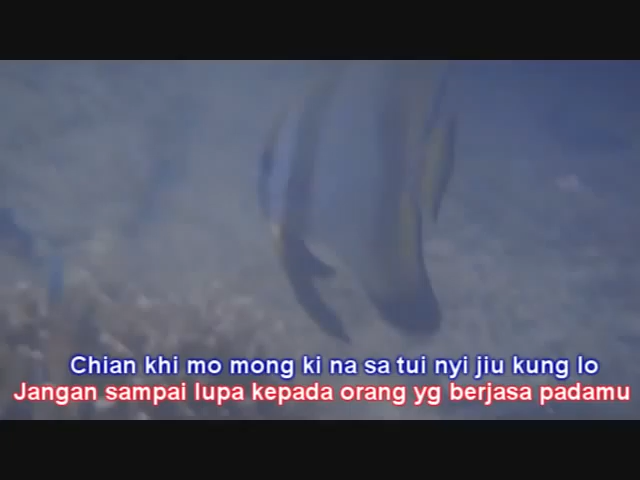 Chian khi mo mong ki na sa tui nyi jiu kung lo
Jangan sampai lupa kepada orang yg berjasa padamu